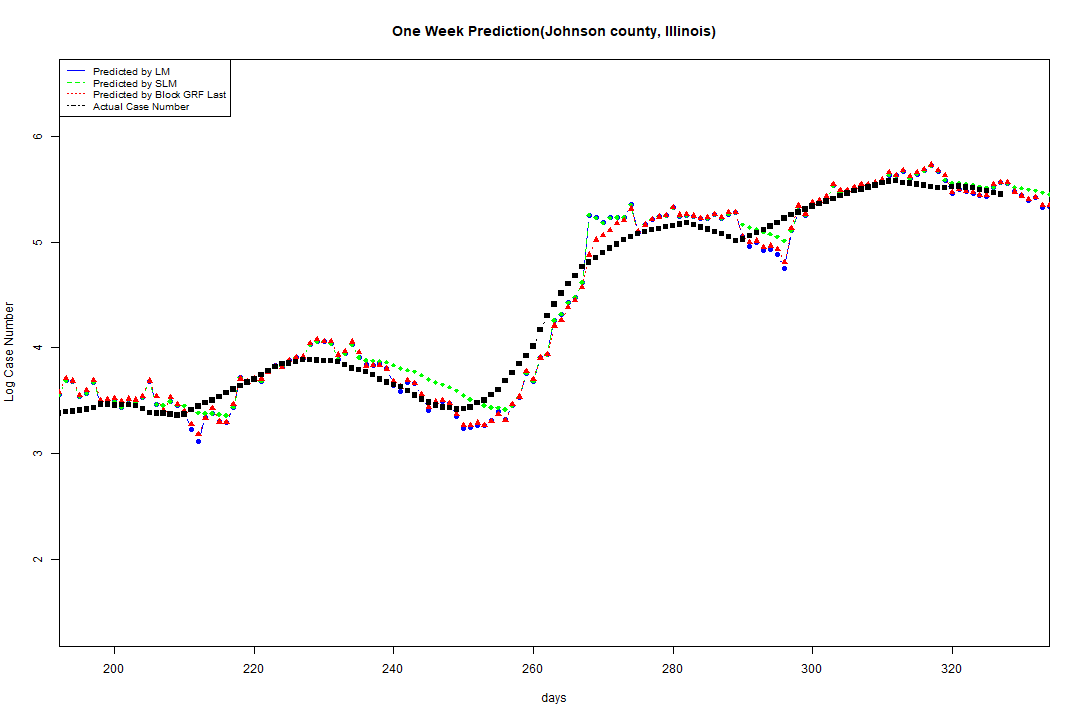 One Week Prediction(Johnson county, Illinois)
Predicted by LM
Predicted by SLM
Predicted by Block GRF Last
Actual Case Number
6
5
4
3
2
Log Case Number
200 220 240 260 280 300 320
days